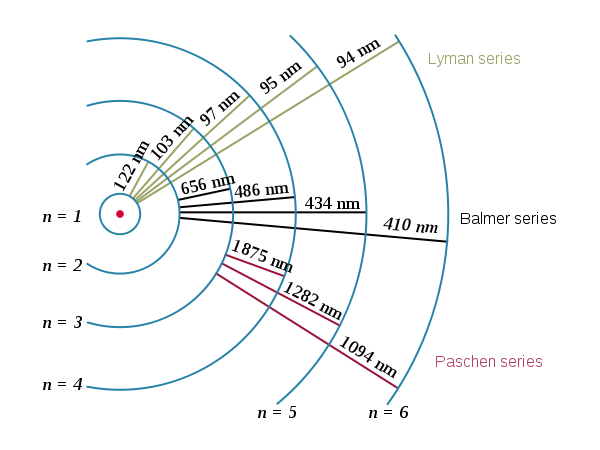 94 nm
Lyman series
95 nm
97 nm
103 nm
122 nm
656 nm
486 nm
434 nm
n = 1
410 nm
Balmer series
1875 nm
n = 2
1282 nm
n = 3
1094 nm
Paschen series
n = 4
n = 5
n = 6